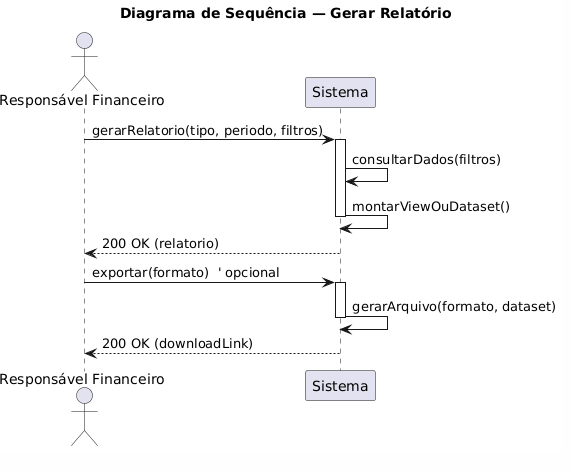 Diagrama de Sequência — Gerar Relatório
Responsável Financeiro
Sistema
gerarRelatorio(tipo, periodo, filtros)
consultarDados(filtros)
montarViewOuDataset()
200 OK (relatorio)
exportar(formato)  ' opcional
gerarArquivo(formato, dataset)
200 OK (downloadLink)
Responsável Financeiro
Sistema